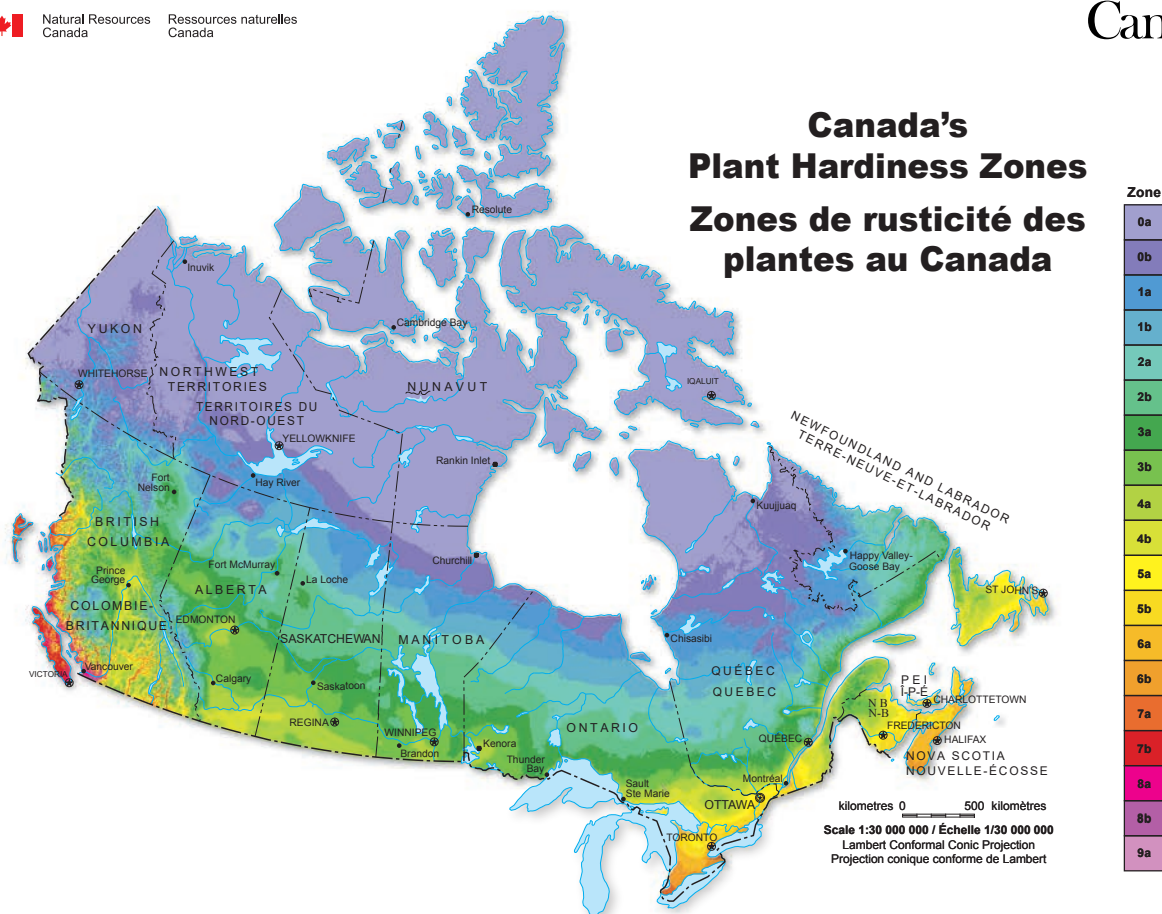 Natural Resources
Canada
Ressources naturelles
Canada
Can
Canada's
Plant Hardiness Zones
Zones de rusticité des
plantes au Canada
Zone
0a
0b
1a
1b
2a
2b
3a
3b
4a
4b
5a
5b
6a
6b
7a
7b
8a
8b
9a
Resolute
Inuvik
Cambridge Bay
YUKON
WHITEHORSE
NORTHWEST
TERRITORIES
TERRITOIRES DU
NORD-OUEST
NUNAVUT
IQALUIT
YELLOWKNIFE
Rankin Inlet
Hay River
Fort
Nelson
NEWFOUNDLAND AND LABRADOR
TERRE-NEUVE-ET-LABRADOR
Kuujjuaq
BRITISH
COLUMBIA
Churchill
Happy Valley-
Goose Bay
Prince
George
Fort McMurray
La Loche
ALBERTA
ST JOHN'S
COLOMBIE-
BRITANNIQUE
EDMONTON
SASKATCHEWAN
MANITOBA
Chisasibi
VICTORIA
Vancouver
Calgary
Saskatoon
QUÉBEC
QUEBEC
PEI
Î-P-É
CHARLOTTETOWN
NB
N-B
FREDERICTON
REGINA
WINNIPEG
Brandon
Kenora
ONTARIO
QUÉBEC
HALIFAX
NOVA SCOTIA
NOUVELLE-ÉCOSSE
Thunder
Bay
Sault
Ste Marie
Montréal
OTTAWA
TORONTO
kilometres 0 500 kilomètres
Scale 1:30 000 000 / Échelle 1/30 000 000
Lambert Conformal Conic Projection
Projection conique conforme de Lambert